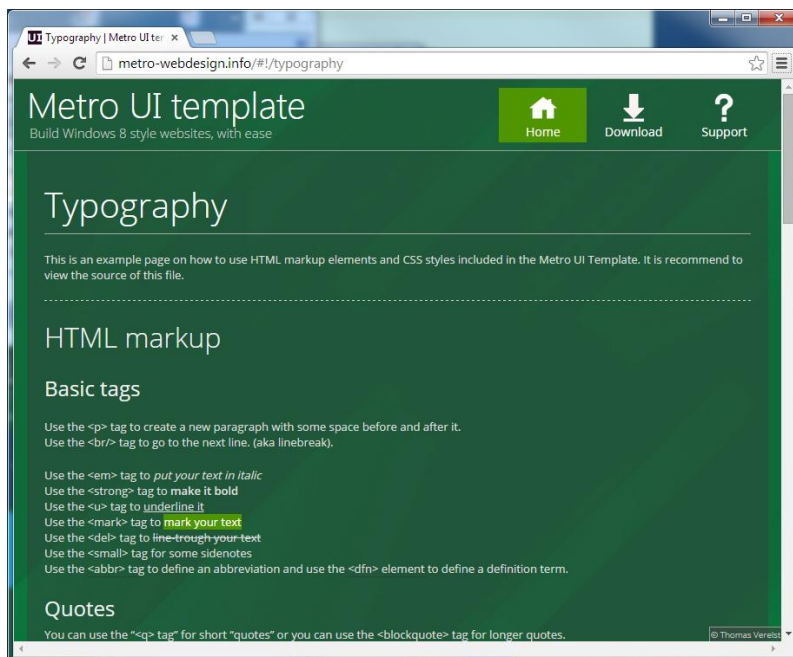 UI Typography | Metro UI ter
metro-webdesign.info/#!/typography
Metro UI template
Build Windows 8 style websites, with ease
Home
Download
Support
Typography
This is an example page on how to use HTML markup elements and CSS styles included in the Metro UI Template. It is recommend to
view the source of this file.
HTML markup
Basic tags
Use the <p> tag to create a new paragraph with some space before and after it.
Use the <br/> tag to go to the next line. (aka linebreak).
Use the <em> tag to put your text in italic
Use the <strong> tag to make it bold
Use the <u> tag to underline it
Use the <mark> tag to mark your text
Use the <del> tag to line-trough your text
Use the <small> tag for some sidenotes
Use the <abbr> tag to define an abbreviation and use the <dfn> element to define a definition term.
Quotes
You can use the “<q> tag” for short “quotes” or you can use the <blockquote> tag for longer quotes.
© Thomas Verelst